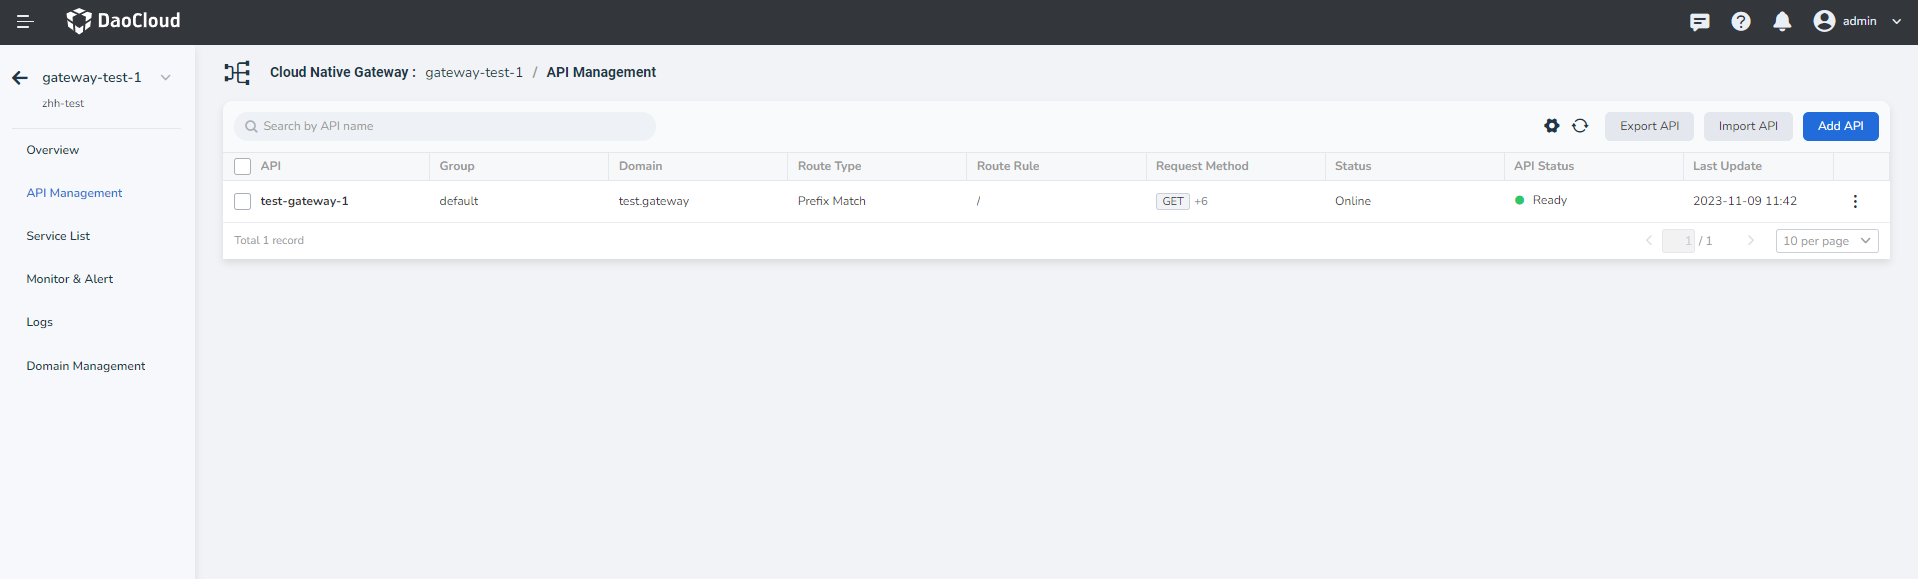 DaoCloud
admin
gateway-test-1
zhh-test
Overview
API Management
Service List
Monitor & Alert
Logs
Domain Management
Cloud Native Gateway : gateway-test-1 / API Management
Search by API name
Export API
Import API
Add API
API Group Domain Route Type Route Rule Request Method Status API Status Last Update
test-gateway-1 default test.gateway Prefix Match / GET +6 Online Ready 2023-11-09 11:42
Total 1 record
1 / 1
10 per page